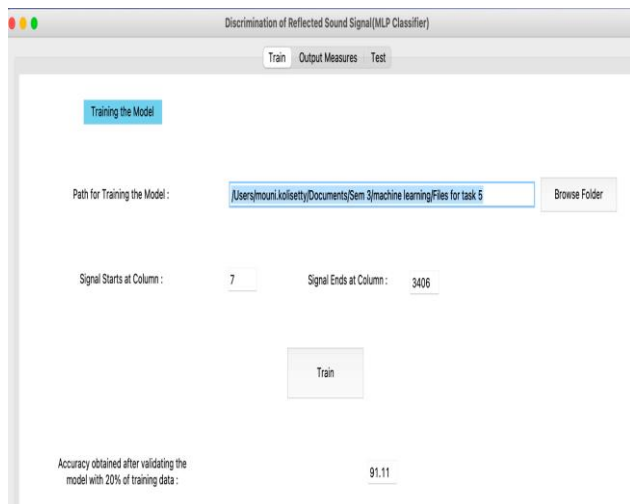 Discrimination of Reflected Sound Signal(MLP Classifier)
Train Output Measures Test
Training the Model
Path for Training the Model : /Users/mouni.kolisetty/Documents/Sem 3/machine learning/Files for task 5 Browse Folder
Signal Starts at Column : 7 Signal Ends at Column : 3406
Train
Accuracy obtained after validating the
model with 20% of training data : 91.11